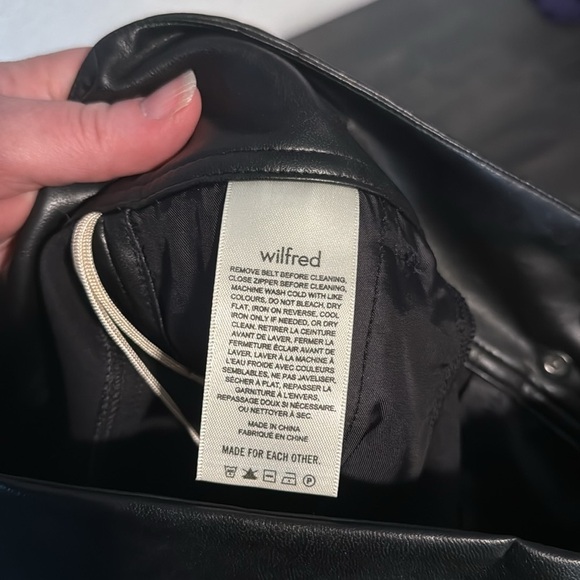 wilfred
REMOVE BELT BEFORE CLEANING,
CLOSE ZIPPER BEFORE CLEANING,
MACHINE WASH COLD WITH LIKE
COLOURS, DO NOT BLEACH, DRY
FLAT, IRON ON REVERSE, COOL
IRON ONLY IF NEEDED, OR DRY
CLEAN. RETIRER LA CEINTURE
AVANT DE LAVER, FERMER LA
FERMETURE ÉCLAIR AVANT DE
LAVER, LAVER À LA MACHINE À
L'EAU FROIDE AVEC COULEURS
SEMBLABLES, NE PAS JAVELISER,
SÉCHER À PLAT, REPASSER LA
GARNITURE À L'ENVERS,
REPASSAGE DOUX SI NÉCESSAIRE,
OU NETTOYER À SEC.
MADE IN CHINA
FABRIQUÉ EN CHINE
MADE FOR EACH OTHER.
P